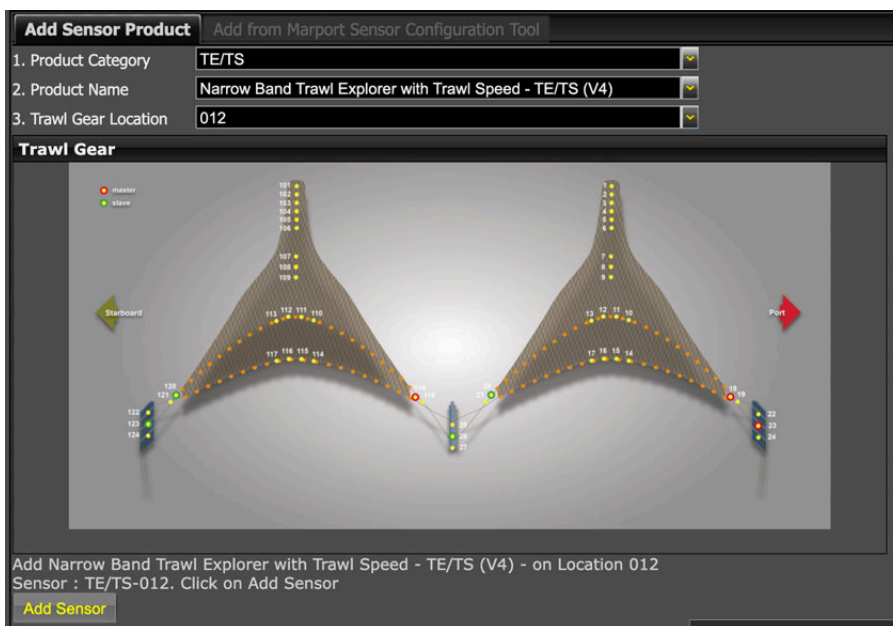 Add Sensor Product Add from Marport Sensor Configuration Tool
1. Product Category TE/TS
2. Product Name Narrow Band Trawl Explorer with Trawl Speed - TE/TS (V4)
3. Trawl Gear Location 012
Trawl Gear
master
slave
101 1
102 2
103 3
104 4
105 5
106 6
107 7
108 8
109 9
Starboard Port
113 112 111 110 13 12 11 10
117 116 115 114 17 16 15 14
120 18
121 119 19
122 22
123 26 23
124 27 24
Add Narrow Band Trawl Explorer with Trawl Speed - TE/TS (V4) - on Location 012
Sensor : TE/TS-012. Click on Add Sensor
Add Sensor